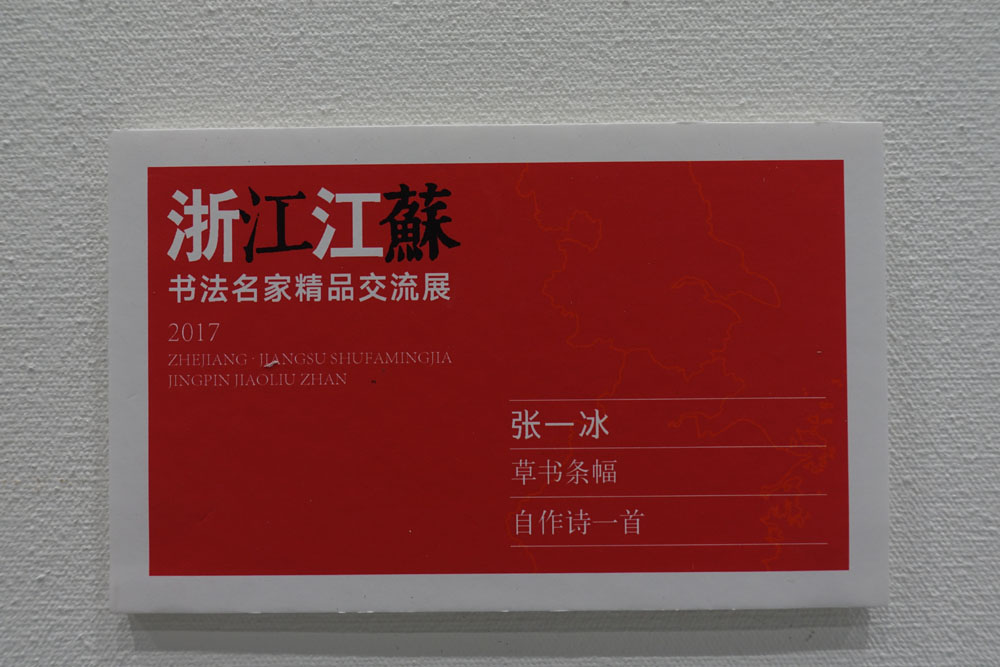 浙江江蘇
书法名家精品交流展
2017
ZHEJIANG · JIANGSU SHUFAMINGJIA
JINGPIN JIAOLIU ZHAN
张一冰
草书条幅
自作诗一首